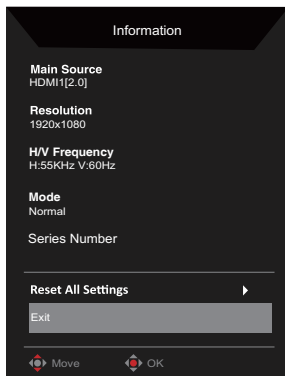 Information
Main Source
HDMI1[2.0]
Resolution
1920x1080
H/V Frequency
H:55KHz V:60Hz
Mode
Normal
Series Number
Reset All Settings
Exit
Move OK